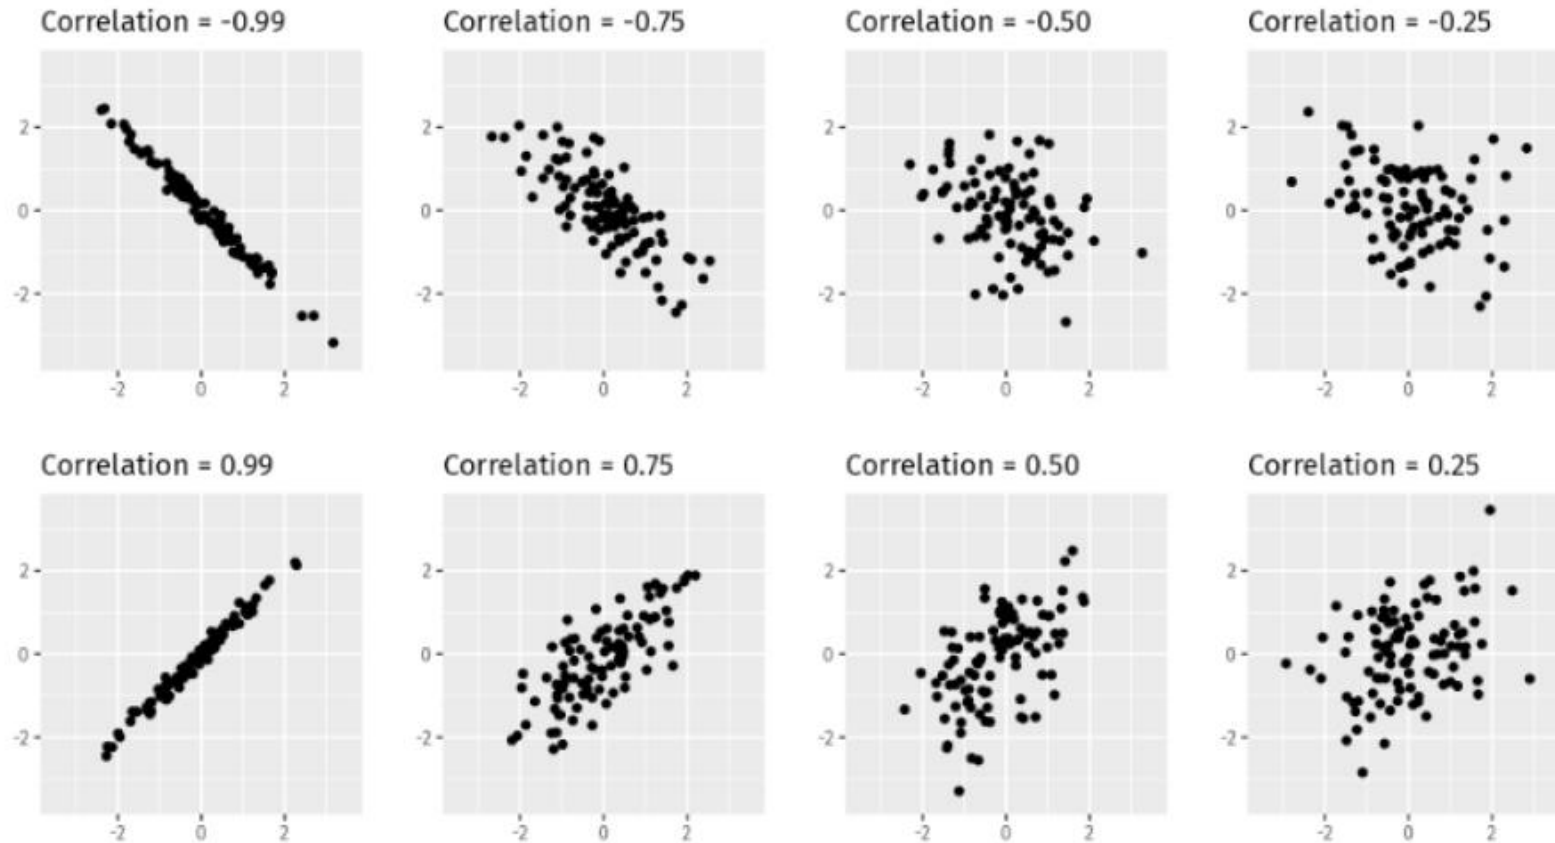 Correlation = -0.99
Correlation = -0.75
Correlation = -0.50
Correlation = -0.25
2
0
-2
-2 0 2
2
0
-2
-2 0 2
2
0
-2
-2 0 2
2
0
-2
-2 0 2
Correlation = 0.99
Correlation = 0.75
Correlation = 0.50
Correlation = 0.25
2
0
-2
-2 0 2
2
0
-2
-2 0 2
2
0
-2
-2 0 2
2
0
-2
-2 0 2